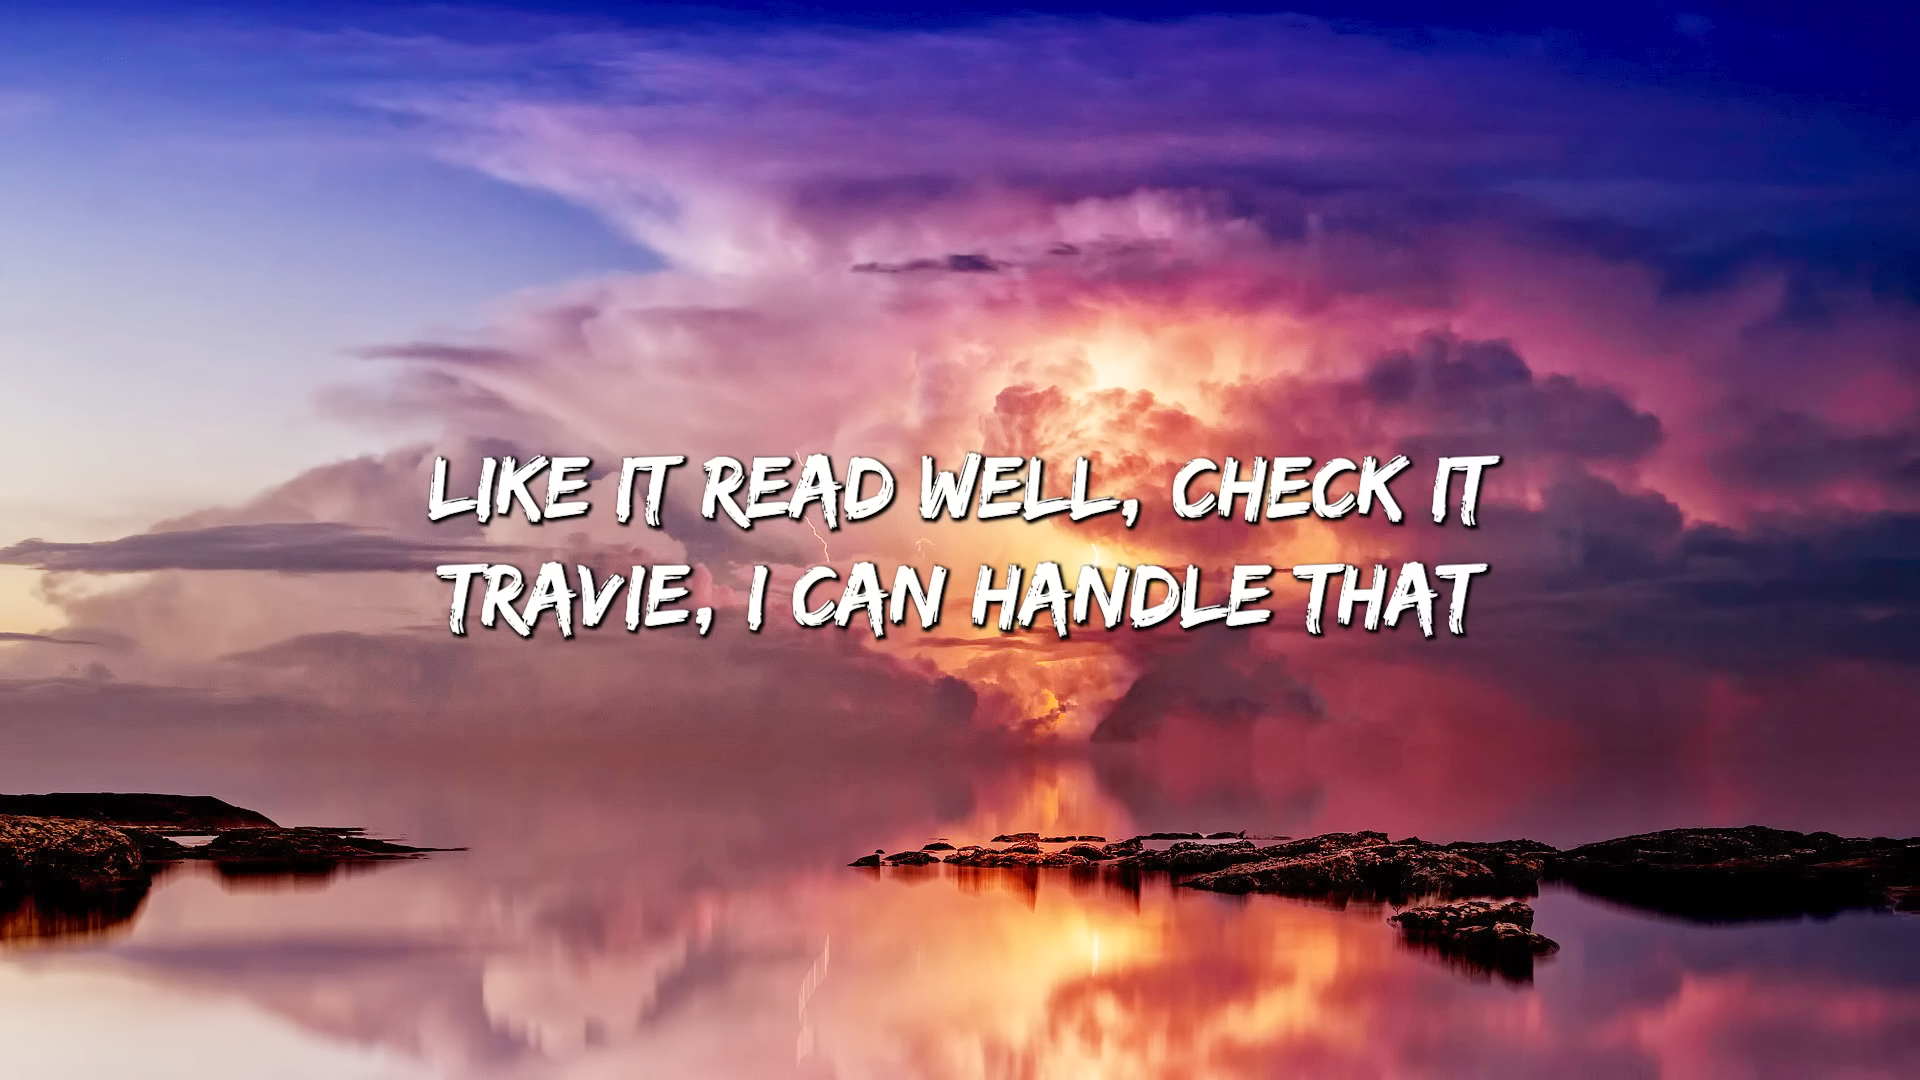 LIKE IT READ WELL, CHECK IT
TRAVIE, I CAN HANDLE THAT